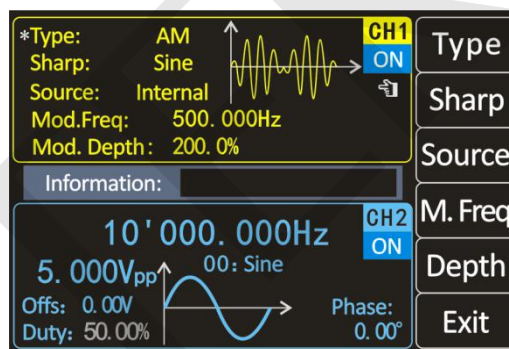 *Type: AM CH1
Sharp: Sine ON
Source: Internal
Mod.Freq: 500.000Hz
Mod. Depth: 200.0%
Information:
10'000.000Hz CH2
ON
5.000Vpp 00: Sine
Offs: 0.00V Phase:
Duty: 50.00% 0.00°
Type
Sharp
Source
M. Freq
Depth
Exit